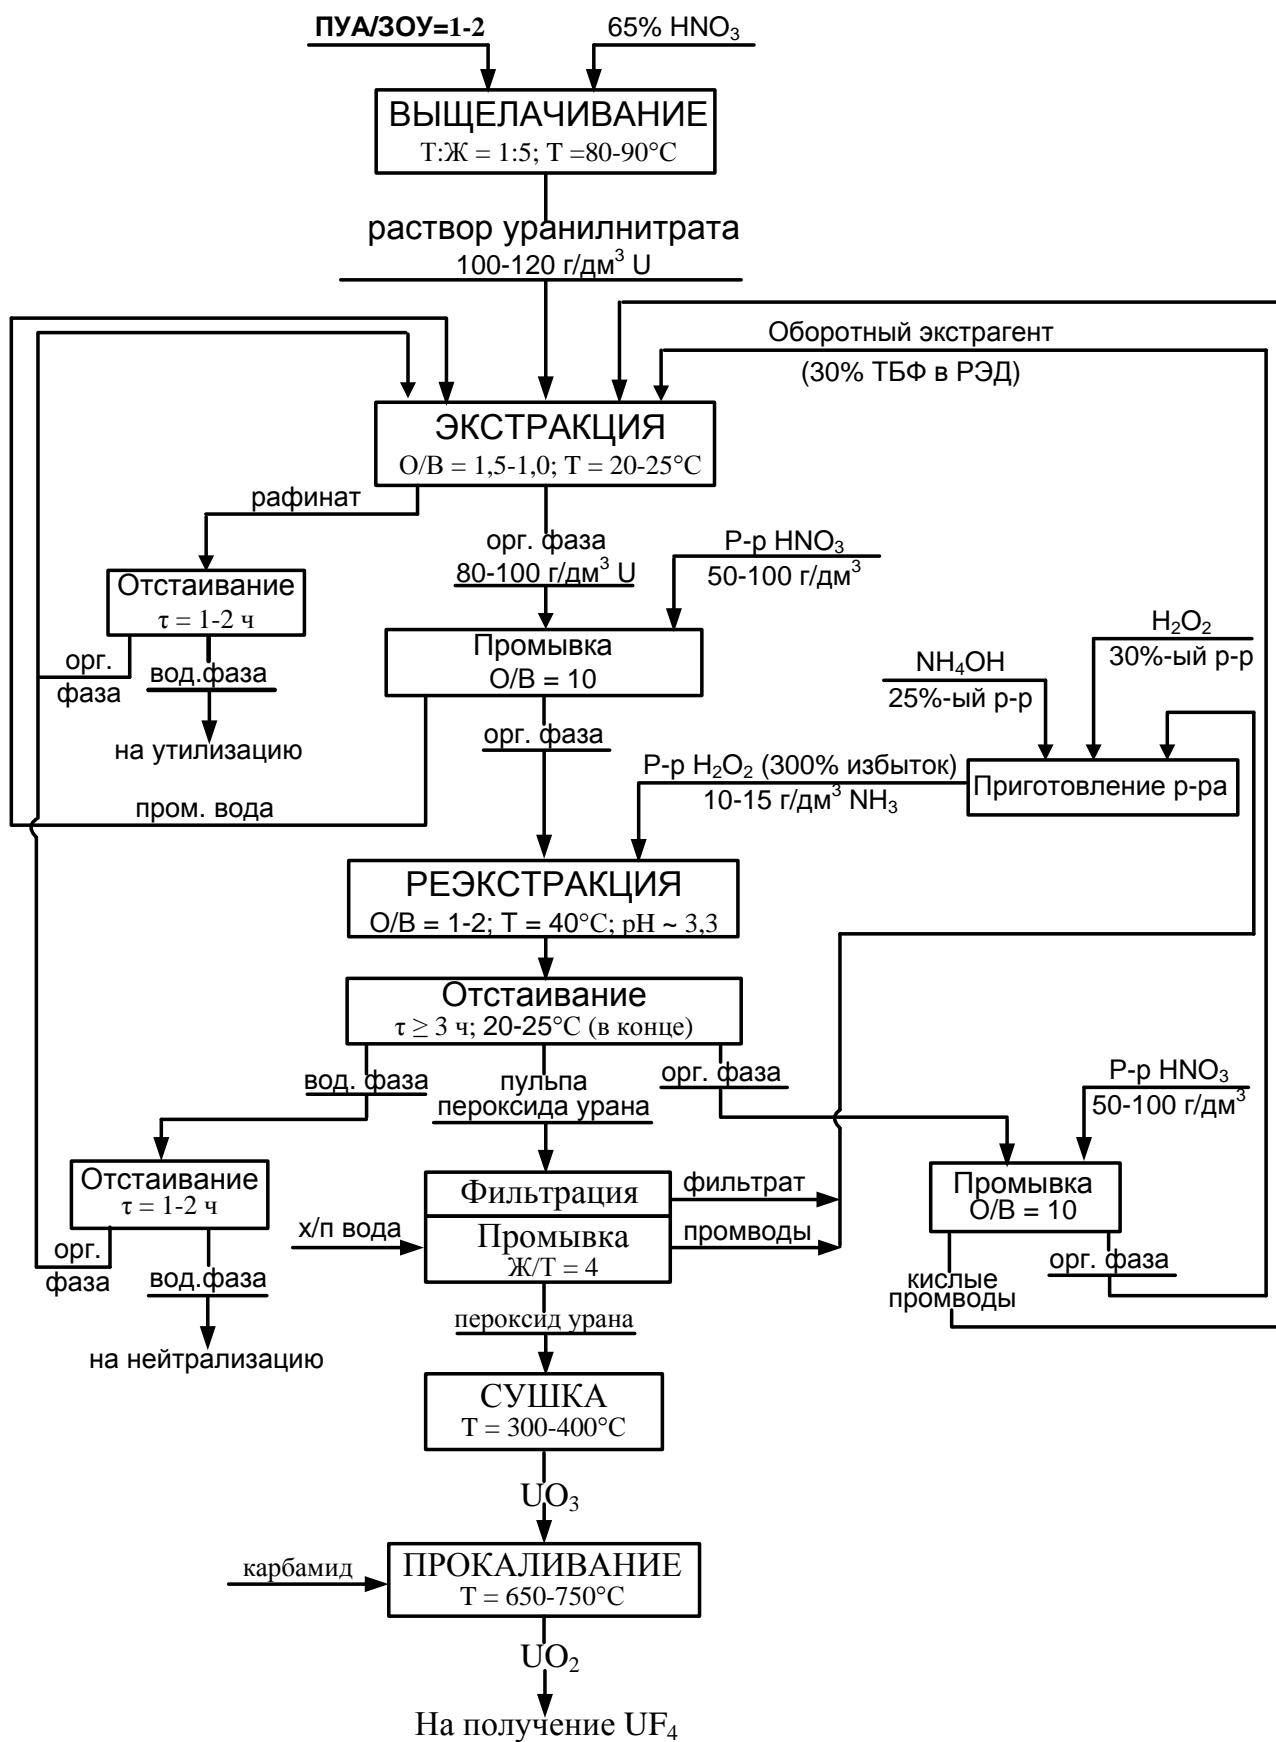 ПУА/ЗОУ=1-2
65% HNO₃
ВЫЩЕЛАЧИВАНИЕ
Т:Ж = 1:5; Т =80-90°С
раствор уранилнитрата
100-120 г/дм³ U
Оборотный экстрагент
(30% ТБФ в РЭД)
ЭКСТРАКЦИЯ
О/В = 1,5-1,0; Т = 20-25°С
рафинат
орг. фаза
80-100 г/дм³ U
Р-р HNO₃
50-100 г/дм³
Отстаивание
τ = 1-2 ч
Промывка
О/В = 10
H₂O₂
30%-ый р-р
NH₄OH
25%-ый р-р
орг.
фаза
вод.фаза
на утилизацию
орг. фаза
Р-р H₂O₂ (300% избыток)
10-15 г/дм³ NH₃
Приготовление р-ра
пром. вода
РЕЭКСТРАКЦИЯ
О/В = 1-2; Т = 40°С; рН ~ 3,3
Отстаивание
τ ≥ 3 ч; 20-25°С (в конце)
вод. фаза
пульпа
пероксида урана
орг. фаза
Р-р HNO₃
50-100 г/дм³
Отстаивание
τ = 1-2 ч
Фильтрация
фильтрат
Промывка
О/В = 10
х/п вода
Промывка
Ж/Т = 4
промводы
орг.
фаза
вод.фаза
на нейтрализацию
кислые
промводы
орг. фаза
пероксид урана
СУШКА
Т = 300-400°С
UO₃
карбамид
ПРОКАЛИВАНИЕ
Т = 650-750°С
UO₂
На получение UF₄